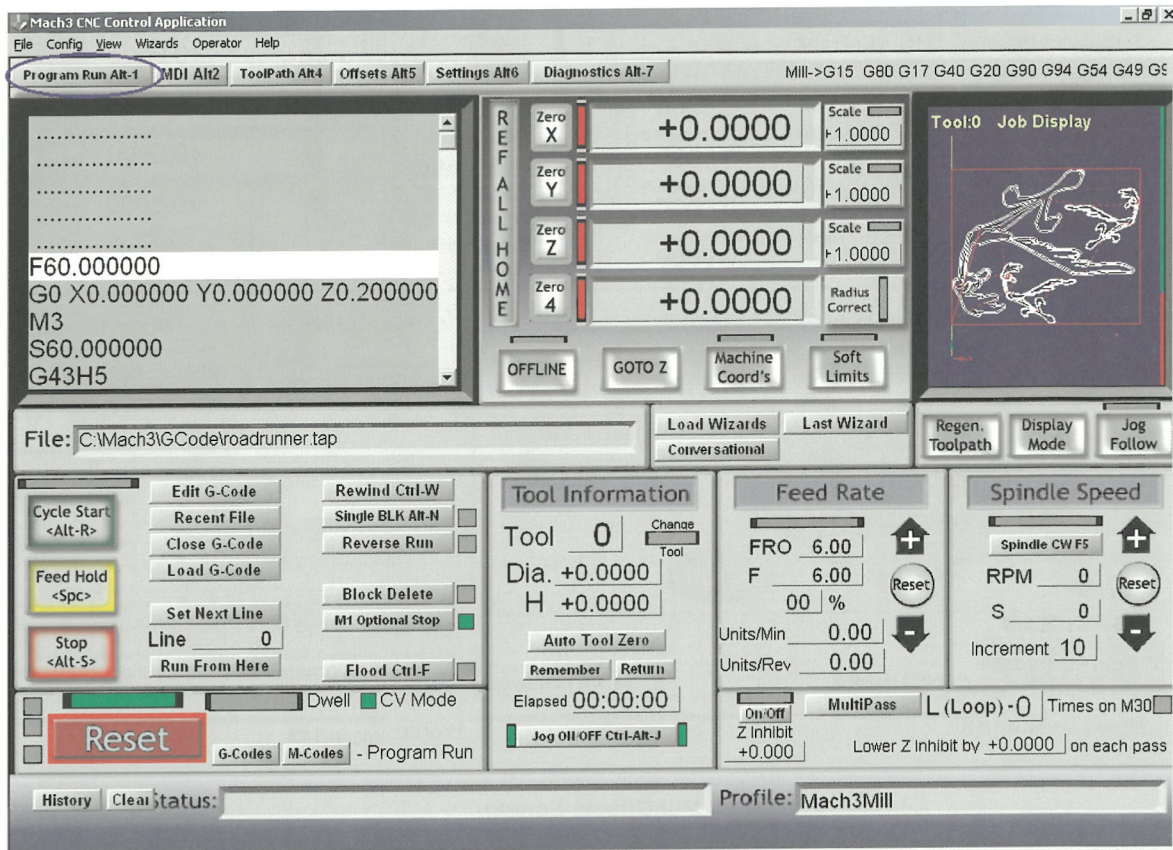 Mach3 CNC Control Application
File Config View Wizards Operator Help
Program Run Alt-1 MDI Alt2 ToolPath Alt4 Offsets Alt5 Settings Alt6 Diagnostics Alt-7 Mill->G15 G80 G17 G40 G20 G90 G94 G54 G49 G
...............
...............
...............
...............
...............
F60.000000
G0 X0.000000 Y0.000000 Z0.200000
M3
S60.000000
G43H5
REF ALL HOME
Zero X +0.0000 Scale +1.0000
Zero Y +0.0000 Scale +1.0000
Zero Z +0.0000 Scale +1.0000
Zero 4 +0.0000 Radius Correct
OFFLINE GOTO Z Machine Coord's Soft Limits
Tool:0 Job Display
File: C:\Mach3\GCode\roadrunner.tap
Load Wizards Last Wizard
Conversational
Regen. Toolpath Display Mode Jog Follow
Cycle Start <Alt-R>
Feed Hold <Spc>
Stop <Alt-S>
Edit G-Code
Recent File
Close G-Code
Load G-Code
Set Next Line
Line 0
Run From Here
Rewind Ctrl-W
Single BLK Alt-N
Reverse Run
Block Delete
M1 Optional Stop
Flood Ctrl-F
Dwell CV Mode
Reset
G-Codes M-Codes - Program Run
Tool Information
Tool 0 Change Tool
Dia. +0.0000
H +0.0000
Auto Tool Zero
Remember Return
Elapsed 00:00:00
Jog ON/OFF Ctrl-Alt-J
Feed Rate
FRO 6.00
F 6.00
00 %
Reset
Units/Min 0.00
Units/Rev 0.00
Spindle Speed
Spindle CW F5
RPM 0
Reset
S 0
Increment 10
On/Off
Z Inhibit
+0.000
MultiPass L (Loop) -0 Times on M30
Lower Z Inhibit by +0.0000 on each pass
History Clear Status:
Profile: Mach3Mill